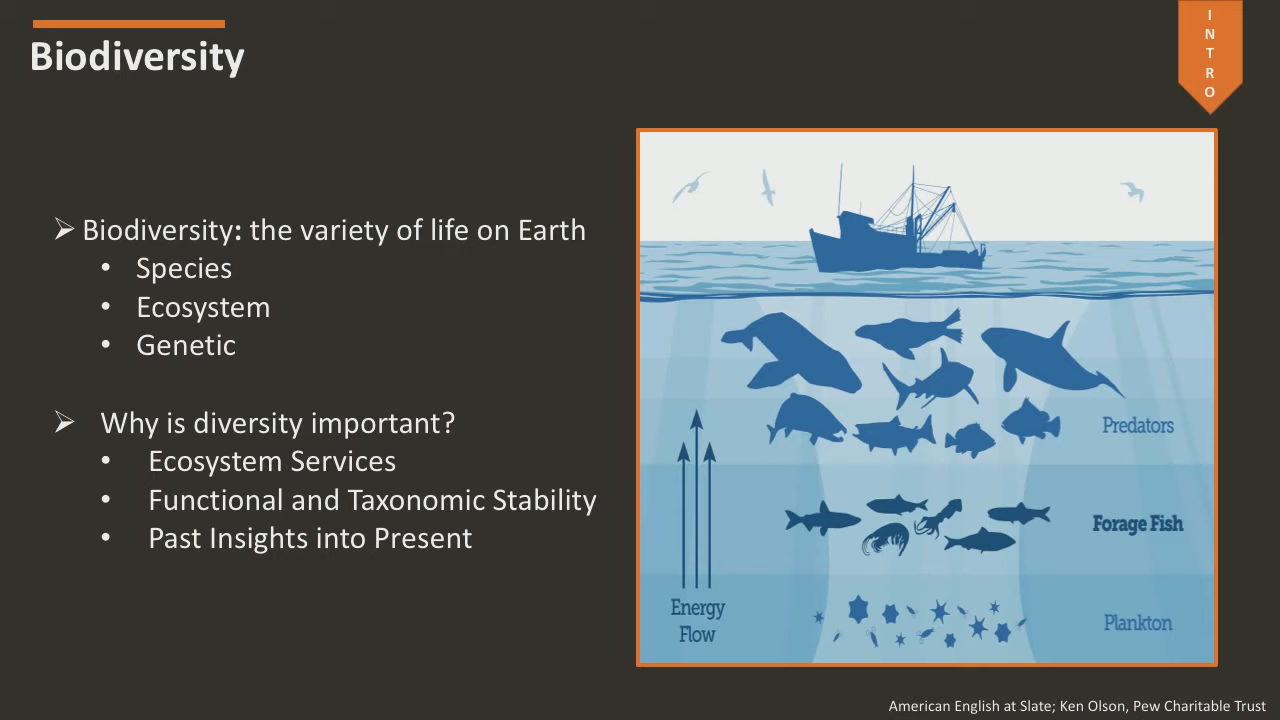 Biodiversity
I
N
T
R
O
➢ Biodiversity: the variety of life on Earth
• Species
• Ecosystem
• Genetic
➢ Why is diversity important?
• Ecosystem Services
• Functional and Taxonomic Stability
• Past Insights into Present
Predators
Forage Fish
Energy
Flow
Plankton
American English at Slate; Ken Olson, Pew Charitable Trust